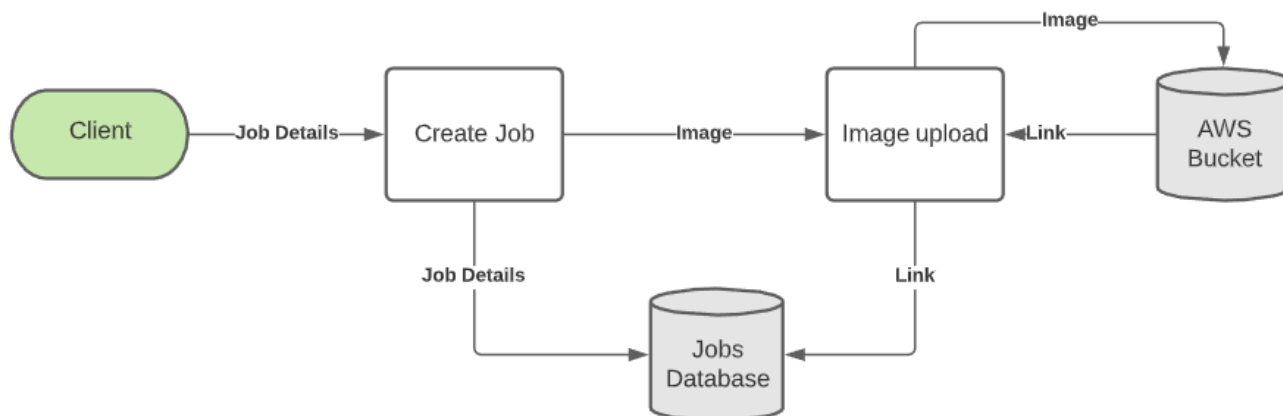 Image
Client
Job Details
Create Job
Image
Image upload
Link
AWS
Bucket
Job Details
Link
Jobs
Database